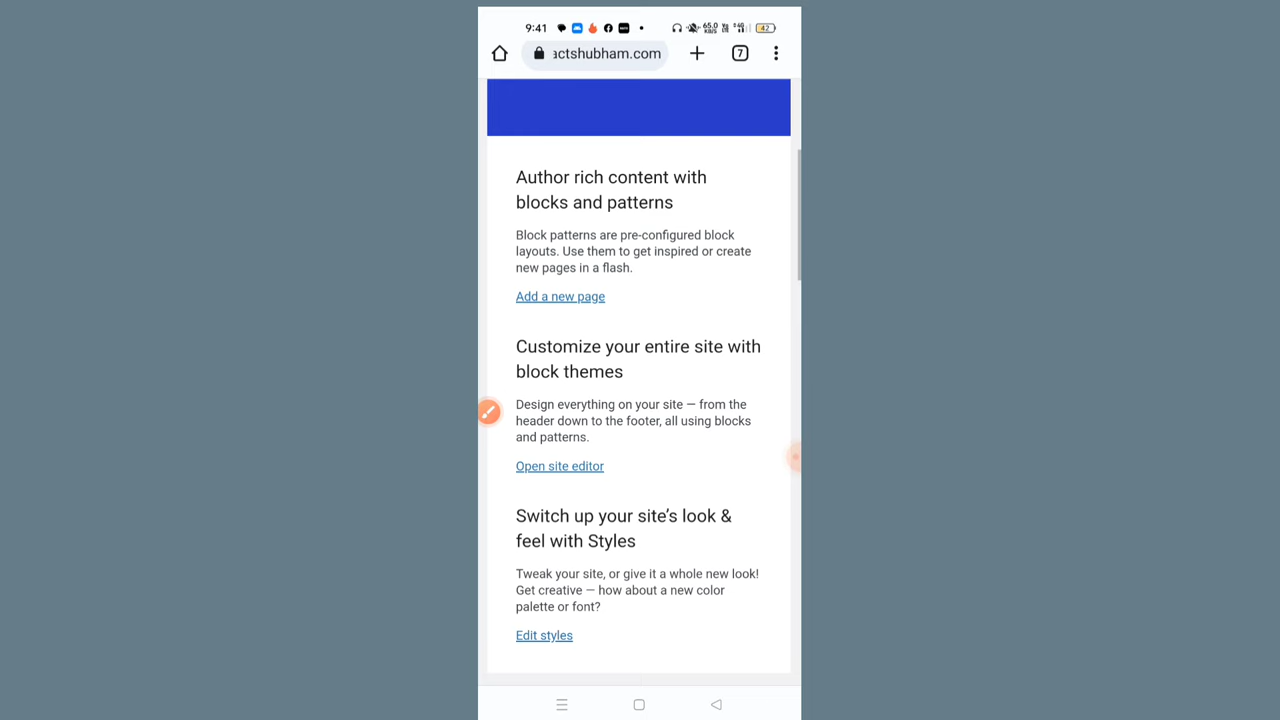 9:41
65.0
KB/S
42
actshubham.com
7
Author rich content with
blocks and patterns
Block patterns are pre-configured block
layouts. Use them to get inspired or create
new pages in a flash.
Add a new page
Customize your entire site with
block themes
Design everything on your site — from the
header down to the footer, all using blocks
and patterns.
Open site editor
Switch up your site’s look &
feel with Styles
Tweak your site, or give it a whole new look!
Get creative — how about a new color
palette or font?
Edit styles